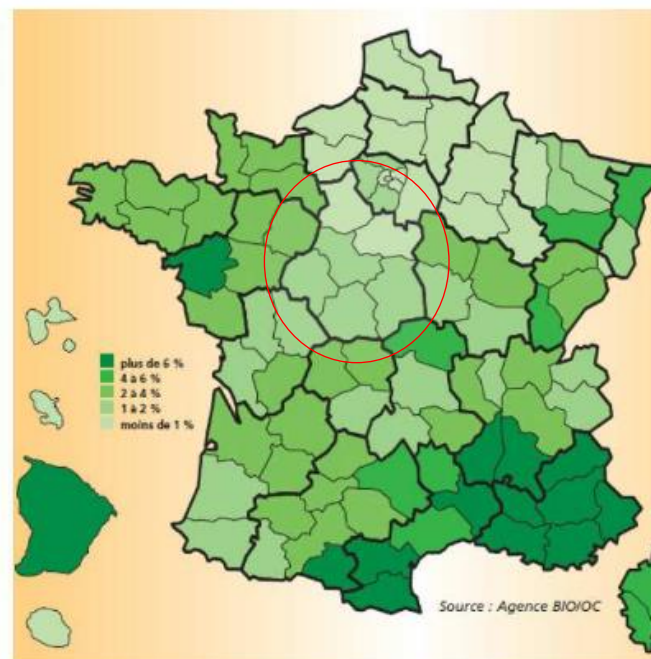 plus de 6 %
4 à 6 %
2 à 4 %
1 à 2 %
moins de 1 %
Source : Agence BIO/OC